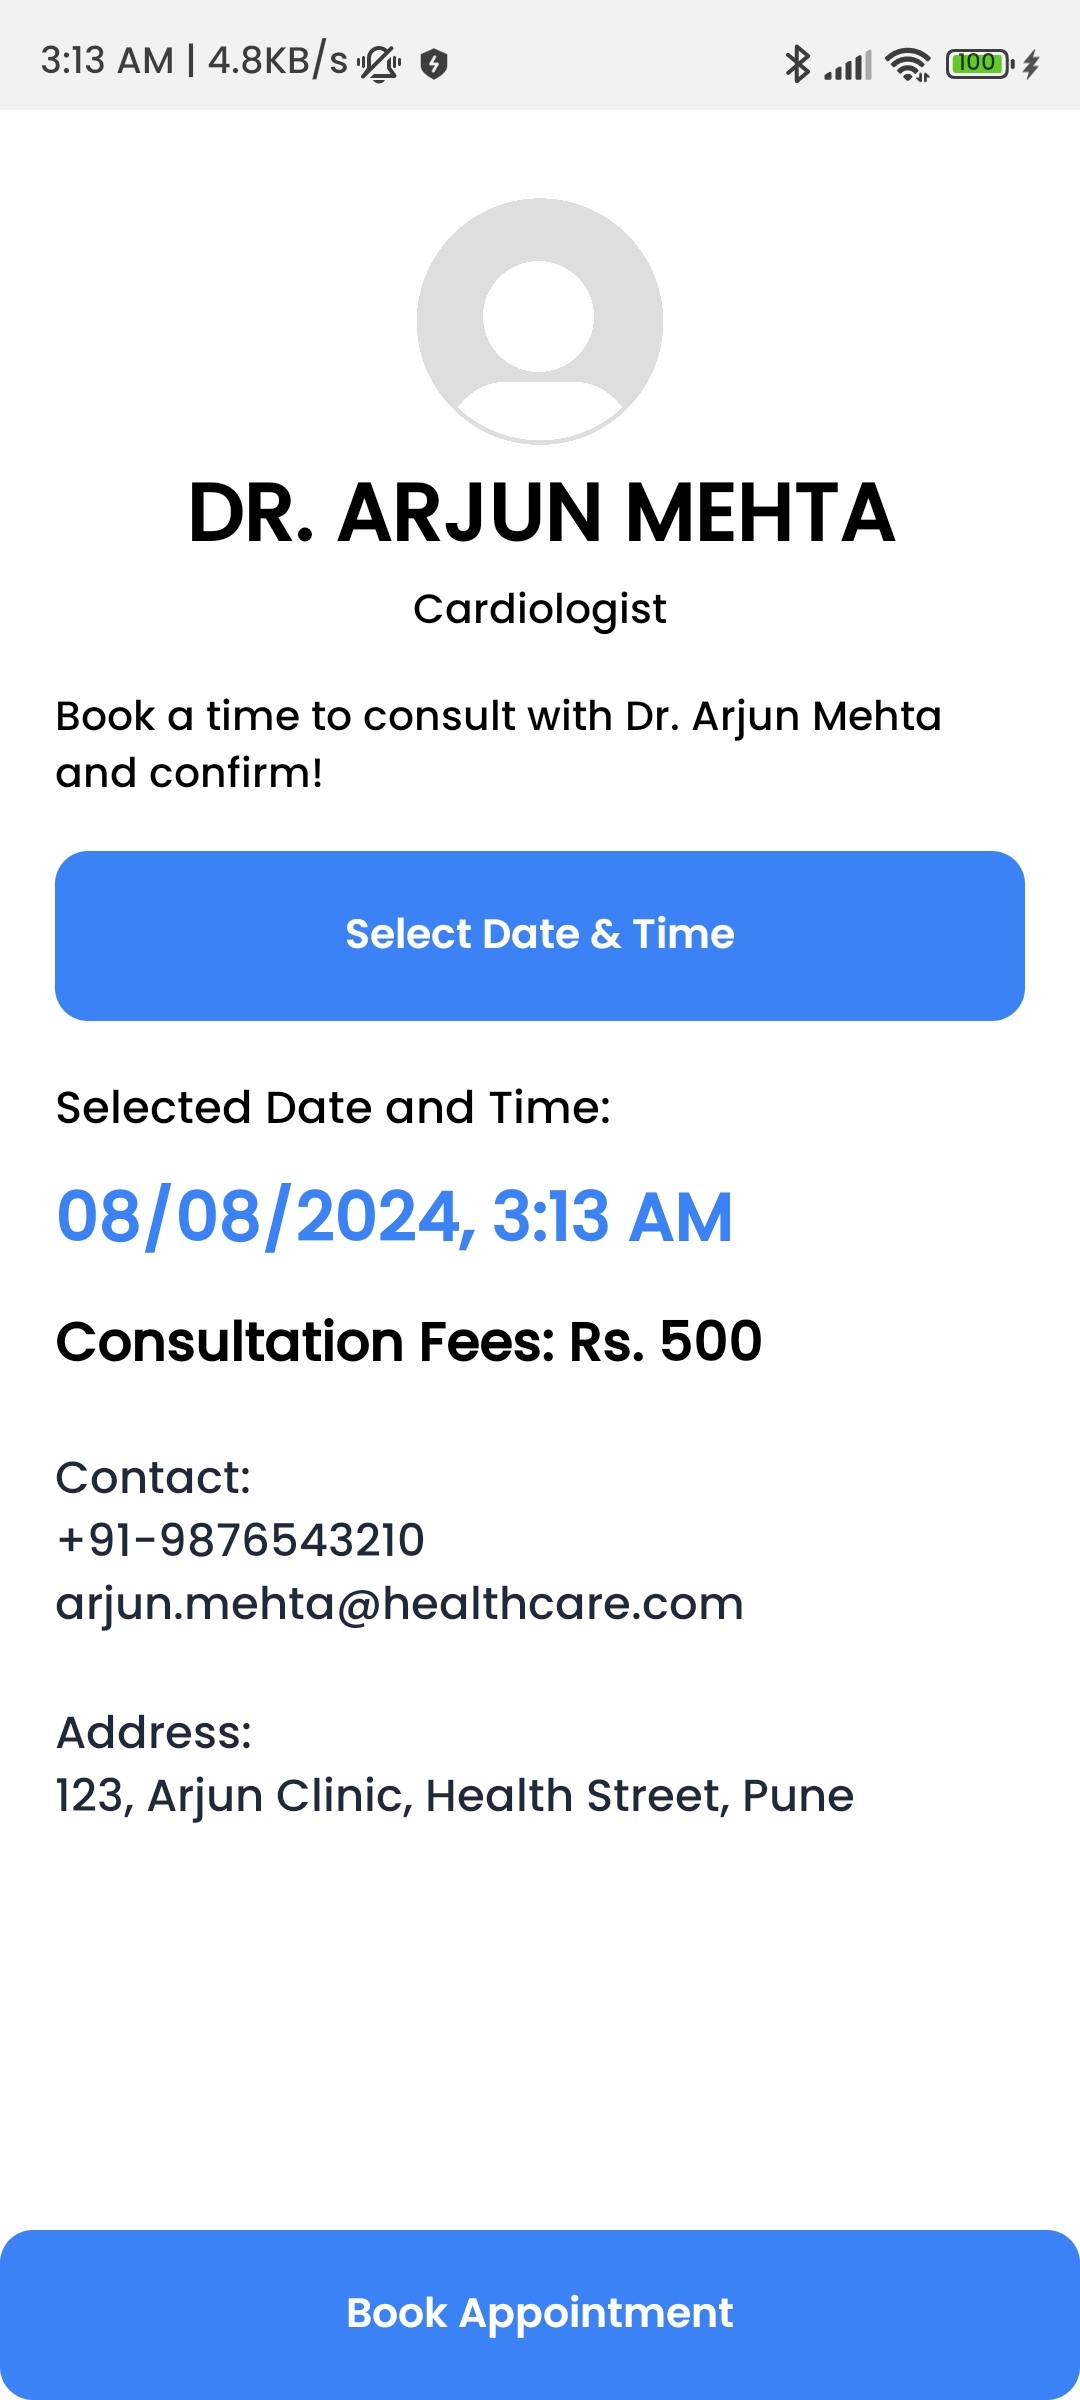 3:13 AM | 4.8KB/s
100
DR. ARJUN MEHTA
Cardiologist
Book a time to consult with Dr. Arjun Mehta
and confirm!
Select Date & Time
Selected Date and Time:
08/08/2024, 3:13 AM
Consultation Fees: Rs. 500
Contact:
+91-9876543210
arjun.mehta@healthcare.com
Address:
123, Arjun Clinic, Health Street, Pune
Book Appointment